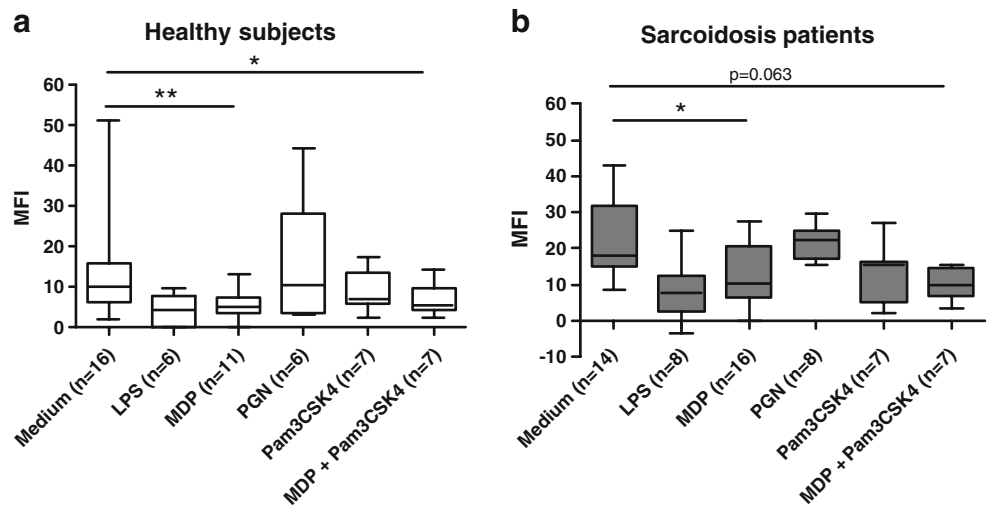 a
Healthy subjects
*
**
MFI
60
50
40
30
20
10
0
Medium (n=16)
LPS (n=6)
MDP (n=11)
PGN (n=6)
Pam3CSK4 (n=7)
MDP + Pam3CSK4 (n=7)
b
Sarcoidosis patients
p=0.063
*
MFI
60
50
40
30
20
10
0
-10
Medium (n=14)
LPS (n=8)
MDP (n=16)
PGN (n=8)
Pam3CSK4 (n=7)
MDP + Pam3CSK4 (n=7)